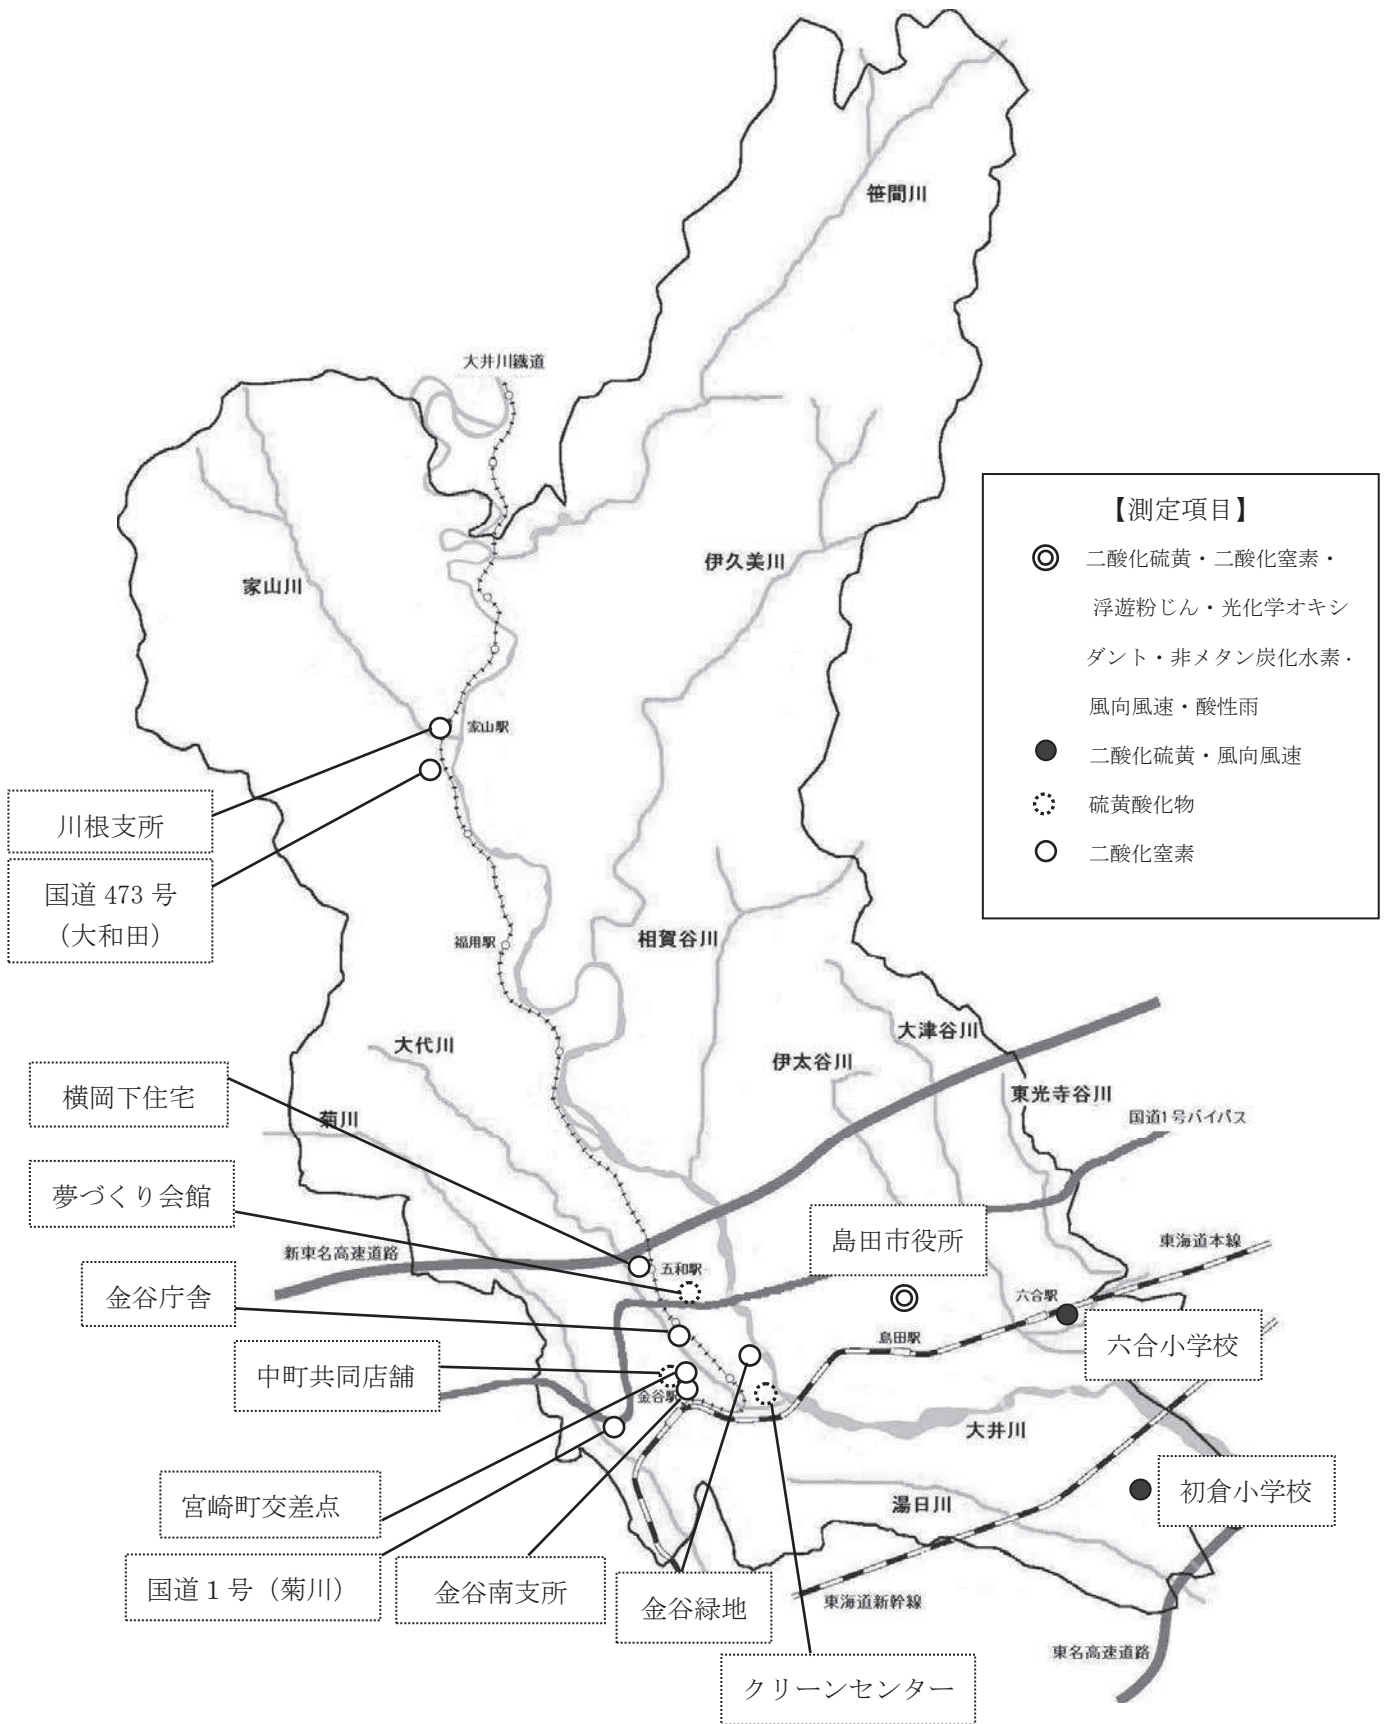 笹間川
大井川鐵道
【測定項目】
二酸化硫黄・二酸化窒素・
浮遊粉じん・光化学オキシ
ダント・非メタン炭化水素・
風向風速・酸性雨
二酸化硫黄・風向風速
硫黄酸化物
二酸化窒素
伊久美川
家山川
家山駅
川根支所
国道 473 号
（大和田）
福用駅
相賀谷川
大津谷川
大代川
伊太谷川
横岡下住宅
東光寺谷川
菊川
国道1号バイパス
夢づくり会館
島田市役所
新東名高速道路
東海道本線
五和駅
金谷庁舎
六合駅
島田駅
六合小学校
中町共同店舗
金谷駅
大井川
宮崎町交差点
湯日川
初倉小学校
国道１号（菊川）
金谷南支所
金谷緑地
東海道新幹線
東名高速道路
クリーンセンター